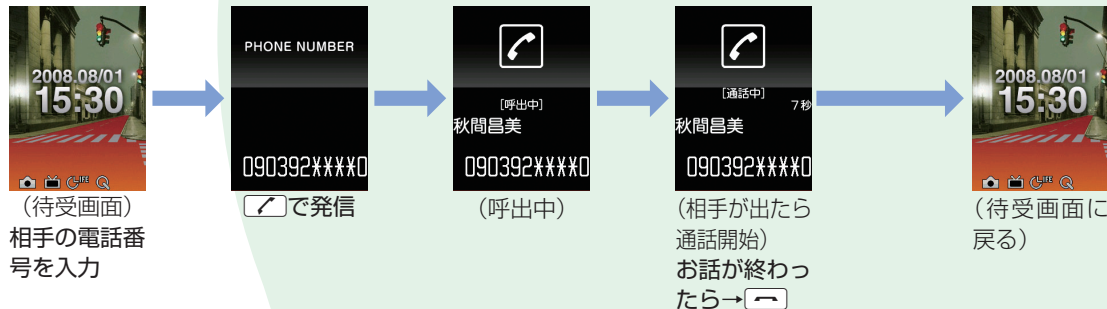 2008.08/01
15:30
LIFE
(待受画面)
相手の電話番
号を入力
PHONE NUMBER
090392****0
で発信
[呼出中]
秋間昌美
090392****0
(呼出中)
[通話中]
7秒
秋間昌美
090392****0
(相手が出たら
通話開始)
お話が終わっ
たら→
2008.08/01
15:30
LIFE
(待受画面に
戻る)